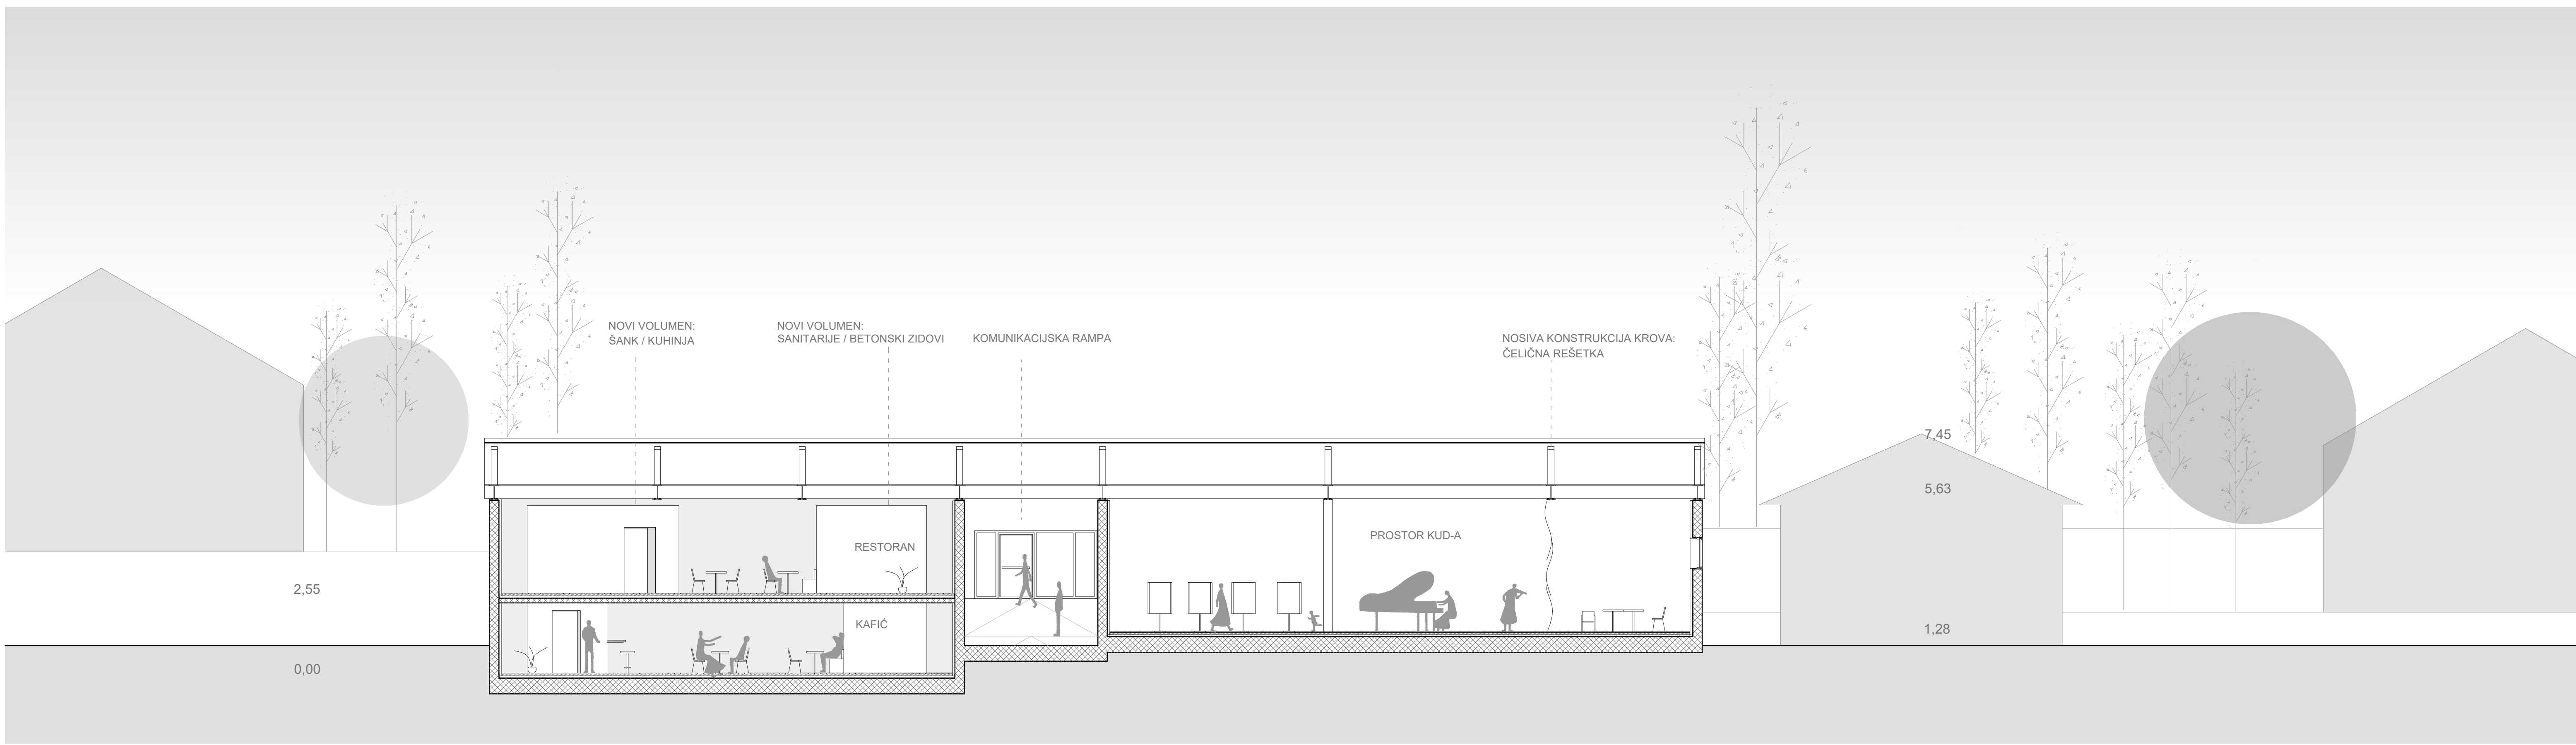 NOVI VOLUMEN:
ŠANK / KUHINJA
NOVI VOLUMEN:
SANITARIJE / BETONSKI ZIDOVI
KOMUNIKACIJSKA RAMPA
NOSIVA KONSTRUKCIJA KROVA:
ČELIČNA REŠETKA
7,45
5,63
PROSTOR KUD-A
RESTORAN
2,55
KAFIĆ
1,28
0,00